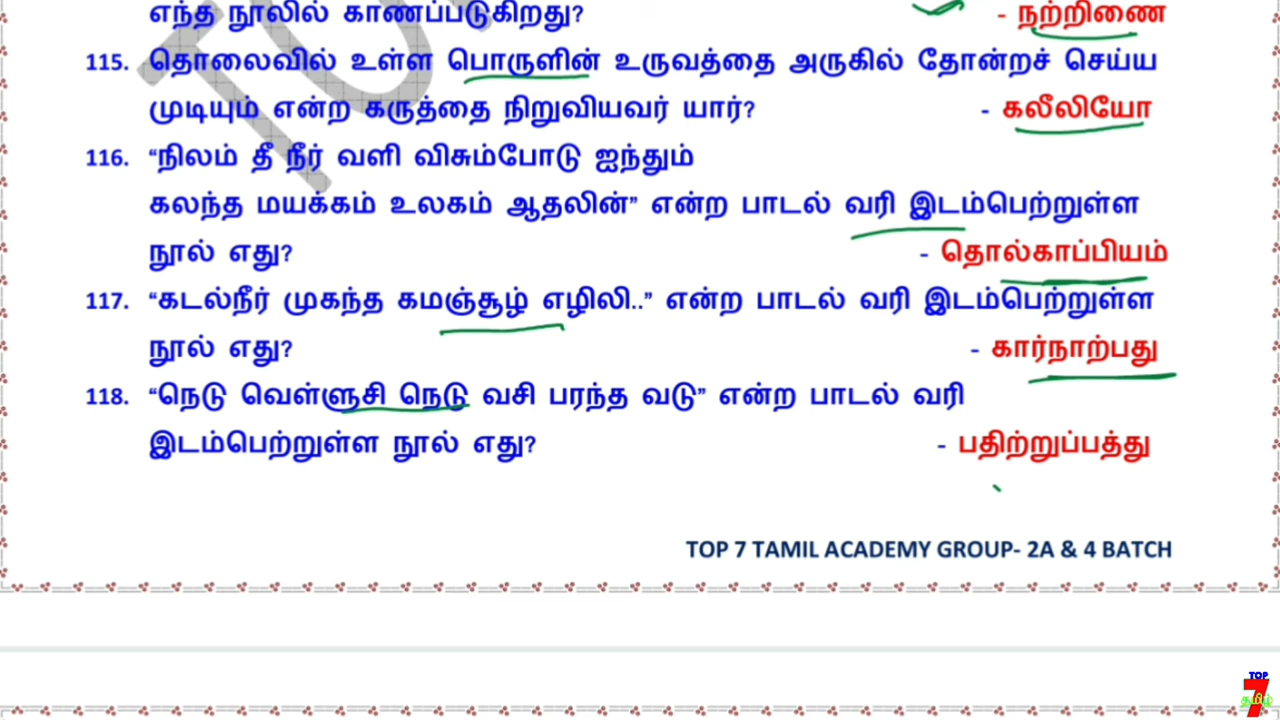 எந்த நூலில் காணப்படுகிறது? - நற்றிணை
115. தொலைவில் உள்ள பொருளின் உருவத்தை அருகில் தோன்றச் செய்ய
முடியும் என்ற கருத்தை நிறுவியவர் யார்? - கலீலியோ
116. “நிலம் தீ நீர் வளி விசும்போடு ஐந்தும்
கலந்த மயக்கம் உலகம் ஆதலின்” என்ற பாடல் வரி இடம்பெற்றுள்ள
நூல் எது? - தொல்காப்பியம்
117. “கடல்நீர் முகந்த கமஞ்சூழ் எழிலி..” என்ற பாடல் வரி இடம்பெற்றுள்ள
நூல் எது? - கார்நாற்பது
118. “நெடு வெள்ளுசி நெடு வசி பரந்த வடு” என்ற பாடல் வரி
இடம்பெற்றுள்ள நூல் எது? - பதிற்றுப்பத்து
TOP 7 TAMIL ACADEMY GROUP- 2A & 4 BATCH
TOP
7
தமிழ்